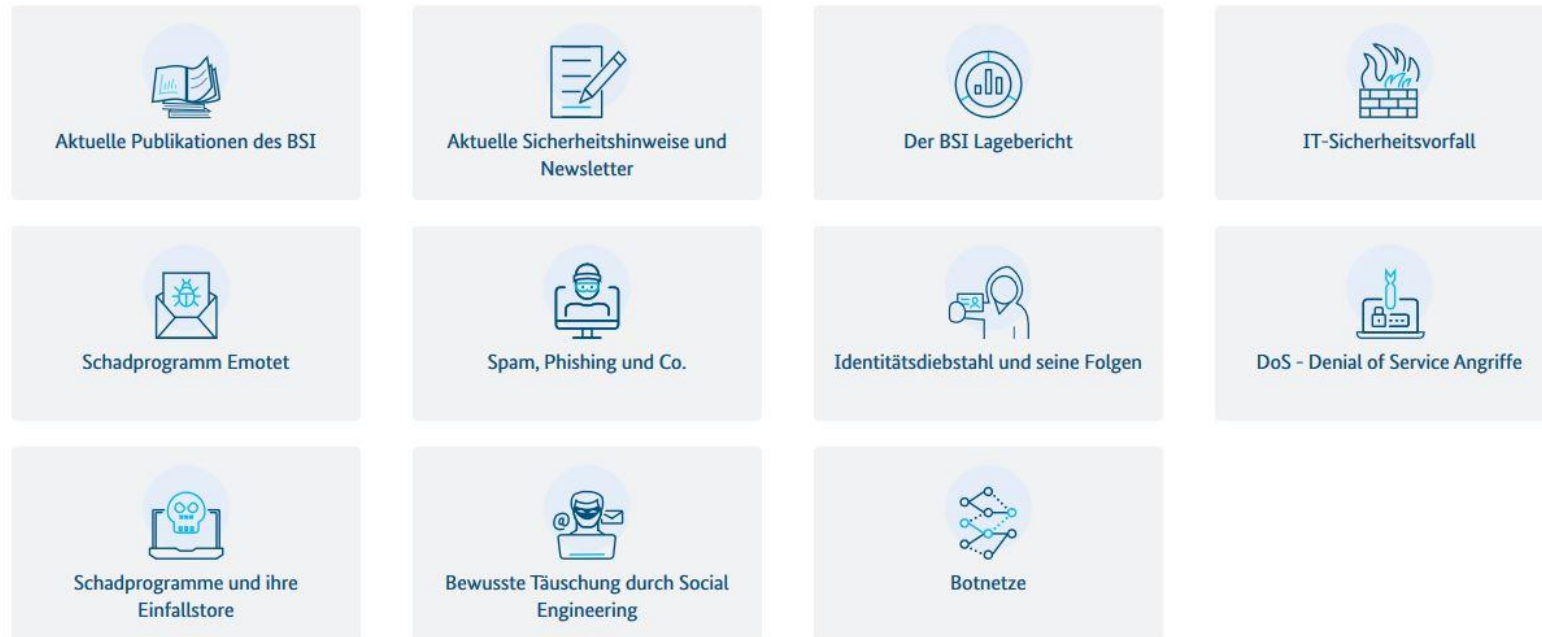 Aktuelle Publikationen des BSI
Aktuelle Sicherheitshinweise und
Newsletter
Der BSI Lagebericht
IT-Sicherheitsvorfall
Schadprogramm Emotet
Spam, Phishing und Co.
Identitätsdiebstahl und seine Folgen
DoS - Denial of Service Angriffe
Schadprogramme und ihre
Einfallstore
Bewusste Täuschung durch Social
Engineering
Botnetze